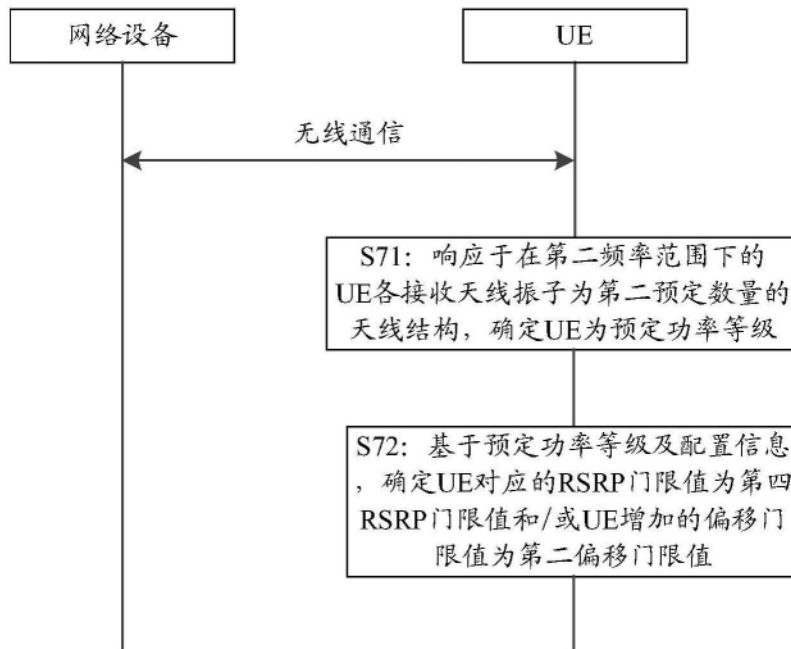 网络设备
UE
无线通信
S71：响应于在第二频率范围下的
UE各接收天线振子为第二预定数量的
天线结构，确定UE为预定功率等级
S72：基于预定功率等级及配置信息
，确定UE对应的RSRP门限值为第四
RSRP门限值和/或UE增加的偏移门
限值为第二偏移门限值